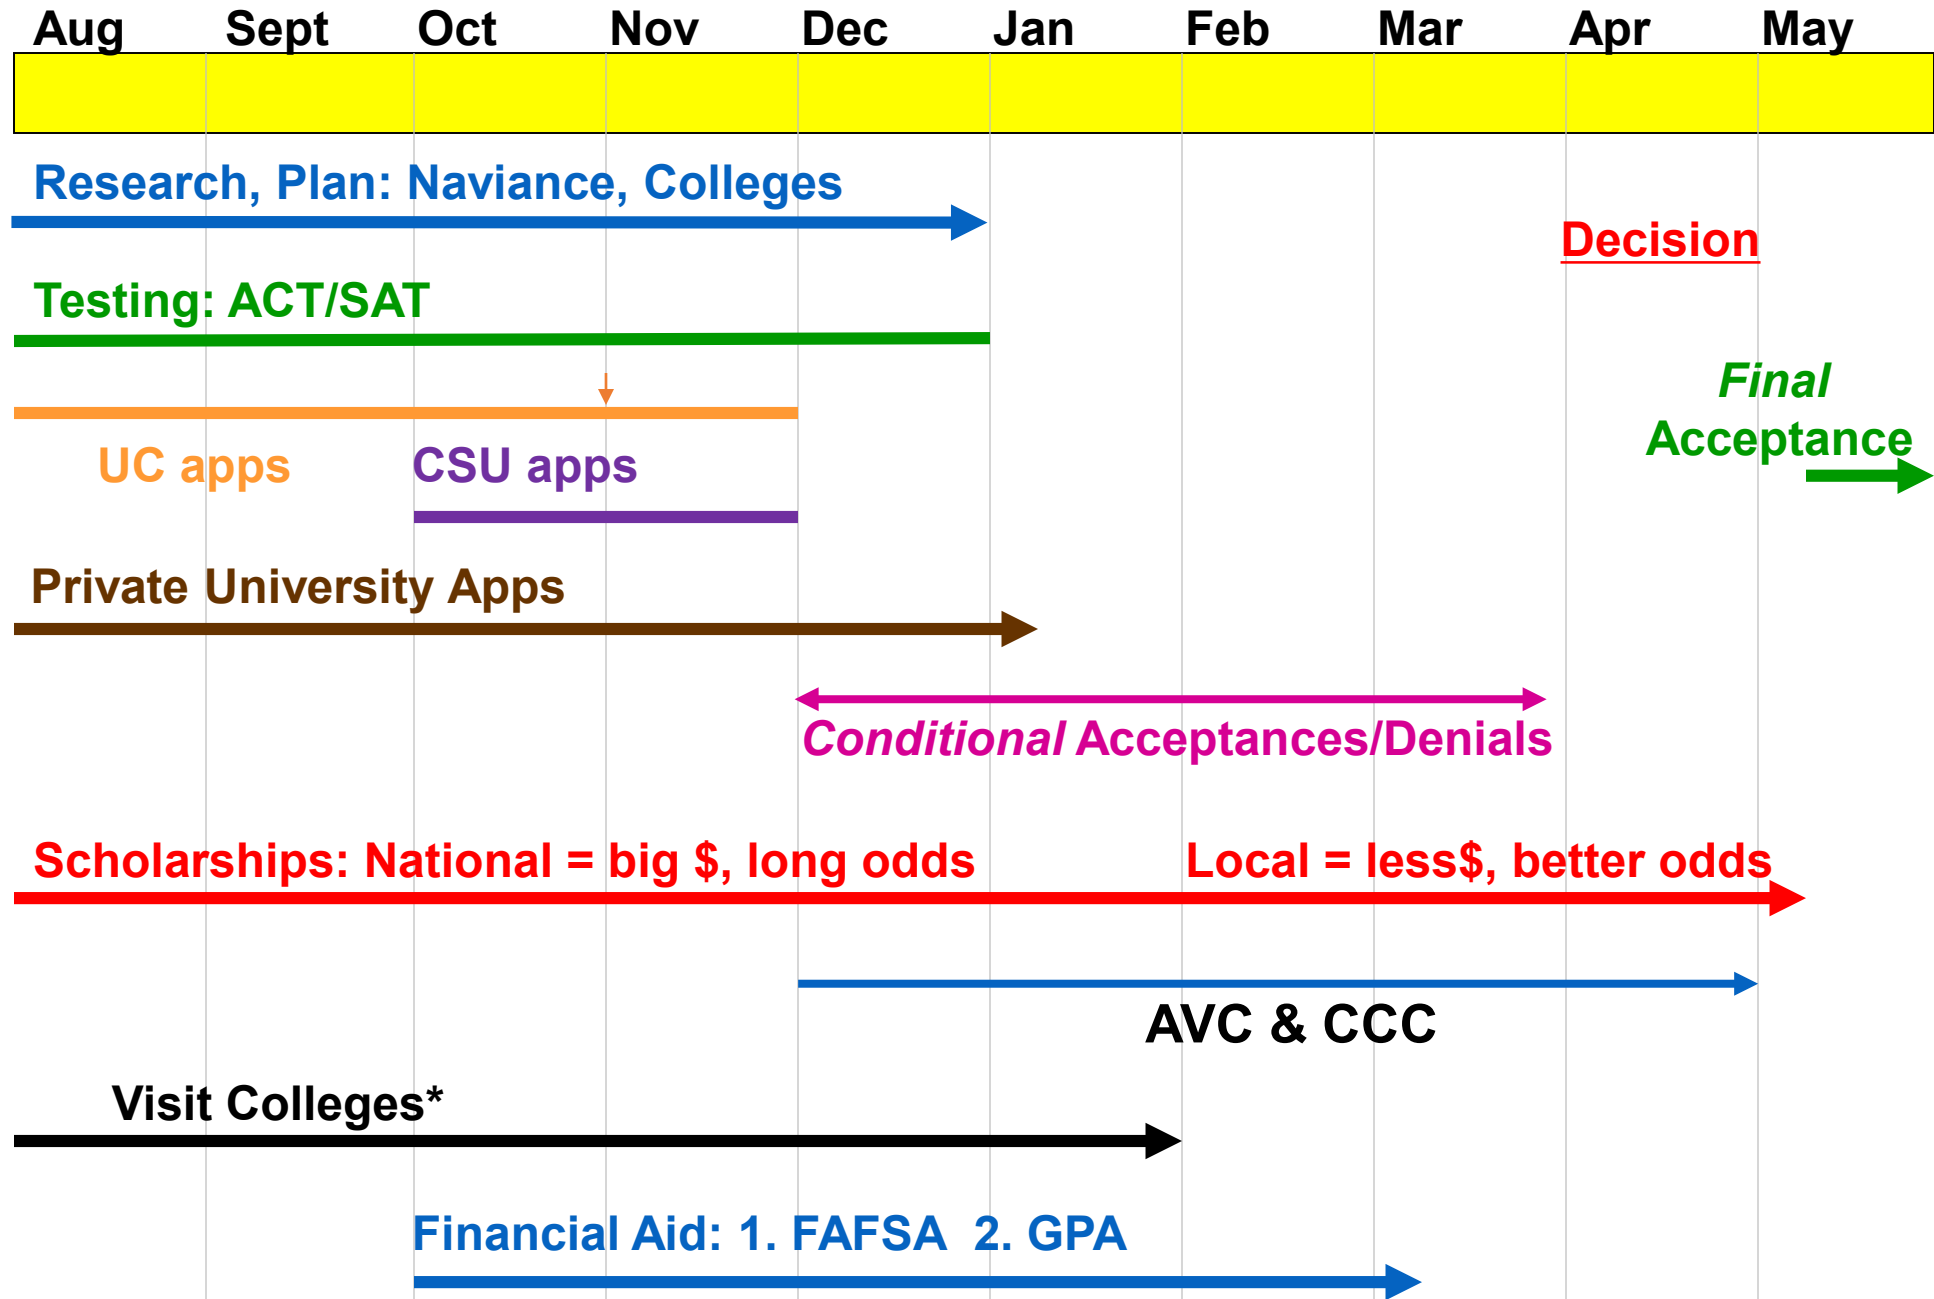 Aug Sept Oct Nov Dec Jan Feb Mar Apr May
Research, Plan: Naviance, Colleges
Decision
Testing: ACT/SAT
Final
Acceptance
UC apps CSU apps
Private University Apps
Conditional Acceptances/Denials
Scholarships: National = big $, long odds Local = less$, better odds
AVC & CCC
Visit Colleges*
Financial Aid: 1. FAFSA 2. GPA